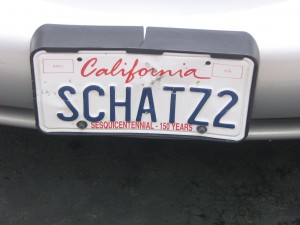 California
SCHATZ2
SESQUICENTENNIAL - 150 YEARS